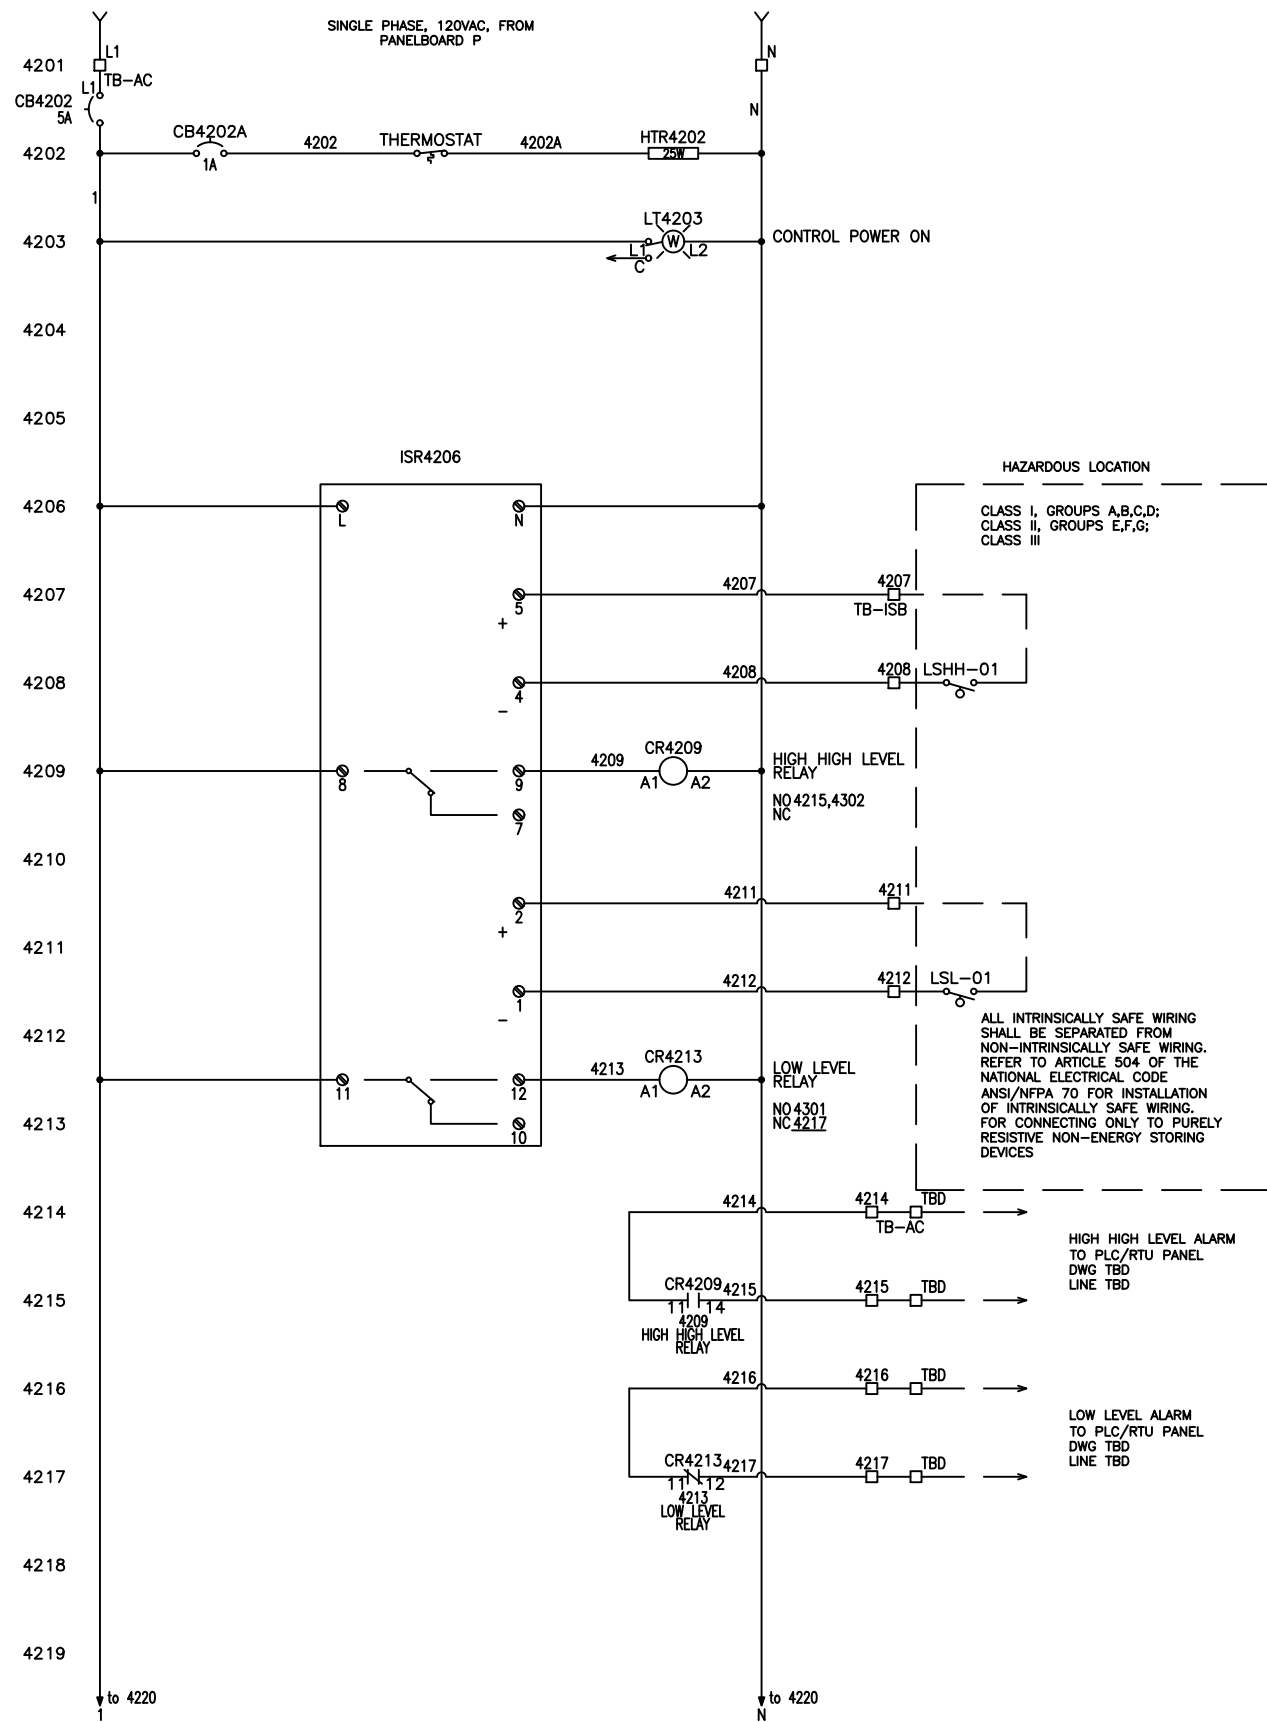 SINGLE PHASE, 120VAC, FROM
PANELBOARD P
L1
N
4201
TB-AC
L1
CB4202
5A
N
CB4202A
4202
THERMOSTAT
4202A
HTR4202
4202
1A
25W
1
LT4203
4203
L1
W
L2
CONTROL POWER ON
C
4204
4205
ISR4206
HAZARDOUS LOCATION
4206
L
N
CLASS I, GROUPS A,B,C,D;
CLASS II, GROUPS E,F,G;
CLASS III
4207
4207
4207
5
TB-ISB
+
4208
4208
4208
LSHH-01
4
-
4209
4209
CR4209
HIGH HIGH LEVEL
RELAY
8
9
A1
A2
NO 4215,4302
NC
7
4210
4211
4211
2
+
4211
4212
4212
LSL-01
1
-
4212
ALL INTRINSICALLY SAFE WIRING
SHALL BE SEPARATED FROM
NON-INTRINSICALLY SAFE WIRING.
REFER TO ARTICLE 504 OF THE
NATIONAL ELECTRICAL CODE
ANSI/NFPA 70 FOR INSTALLATION
OF INTRINSICALLY SAFE WIRING.
FOR CONNECTING ONLY TO PURELY
RESISTIVE NON-ENERGY STORING
DEVICES
4213
CR4213
LOW LEVEL
RELAY
11
12
A1
A2
NO 4301
NC 4217
4213
10
4214
4214
4214
TBD
TB-AC
HIGH HIGH LEVEL ALARM
TO PLC/RTU PANEL
DWG TBD
LINE TBD
4215
CR4209
4215
4215
TBD
11
14
4209
HIGH HIGH LEVEL
RELAY
4216
4216
4216
TBD
LOW LEVEL ALARM
TO PLC/RTU PANEL
DWG TBD
LINE TBD
4217
CR4213
4217
4217
TBD
11
12
4213
LOW LEVEL
RELAY
4218
4219
to 4220
1
to 4220
N